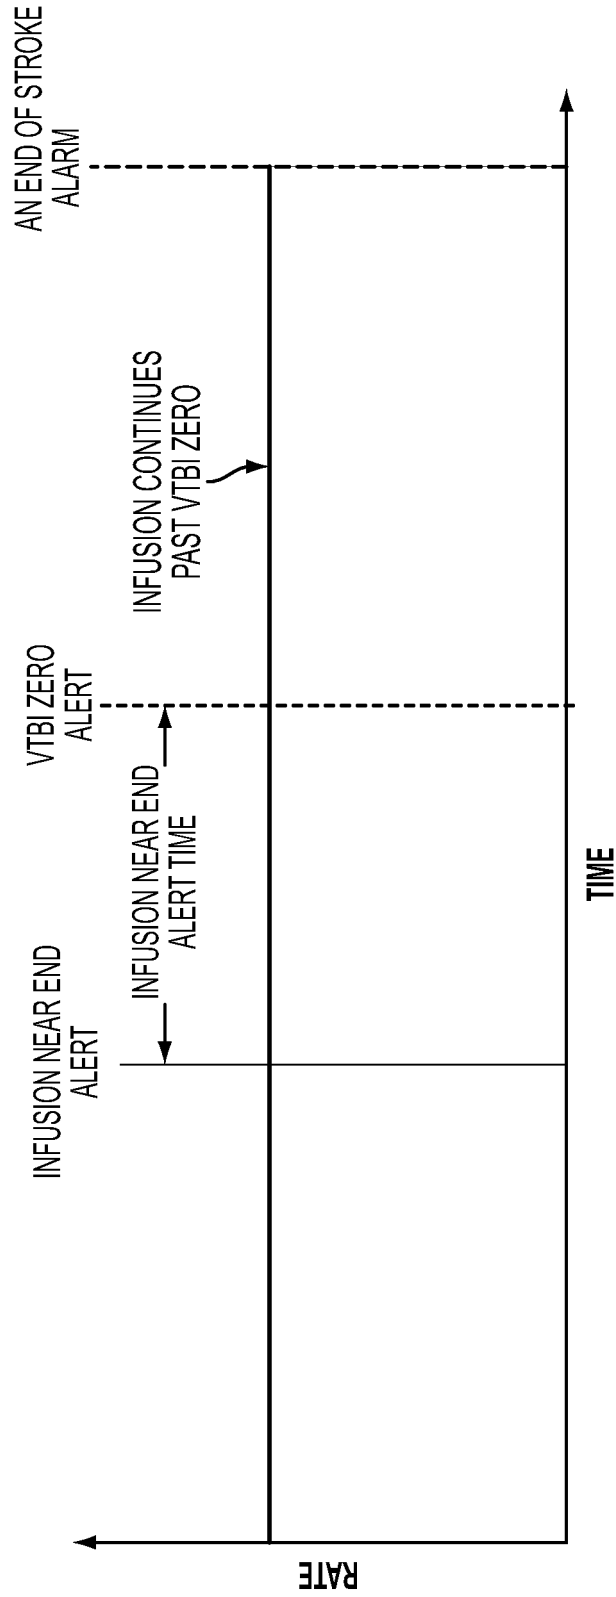 INFUSION NEAR END
ALERT
VTBI ZERO
ALERT
AN END OF STROKE
ALARM
INFUSION NEAR END
ALERT TIME
INFUSION CONTINUES
PAST VTBI ZERO
RATE
TIME